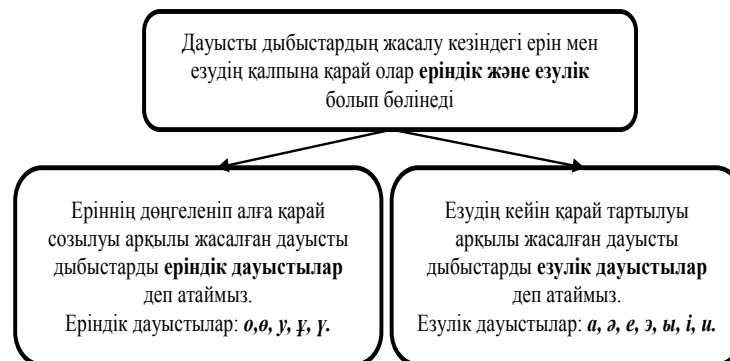 Дауысты дыбыстардың жасалу кезіндегі ерін мен
езудің қалпына қарай олар еріндік және езулік
болып бөлінеді
Еріннің дөңгеленіп алға қарай
созылуы арқылы жасалған дауысты
дыбыстарды еріндік дауыстылар
деп атаймыз.
Еріндік дауыстылар: о,ө, у, ұ, ү.
Езудің кейін қарай тартылуы
арқылы жасалған дауысты
дыбыстарды езулік дауыстылар
деп атаймыз.
Езулік дауыстылар: а, ә, е, э, ы, і, и.